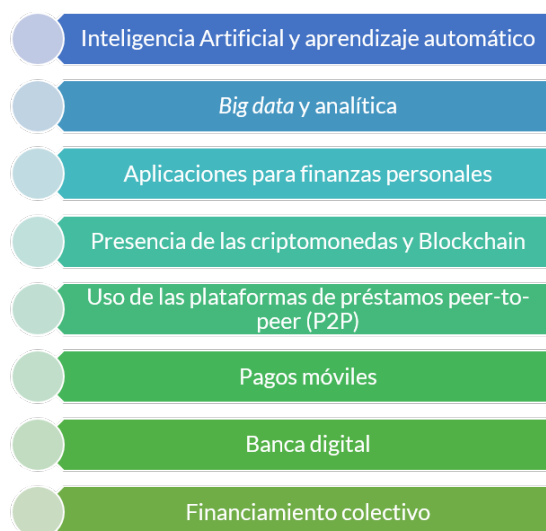 Inteligencia Artificial y aprendizaje automático
Big data y analítica
Aplicaciones para finanzas personales
Presencia de las criptomonedas y Blockchain
Uso de las plataformas de préstamos peer-to-
peer (P2P)
Pagos móviles
Banca digital
Financiamiento colectivo